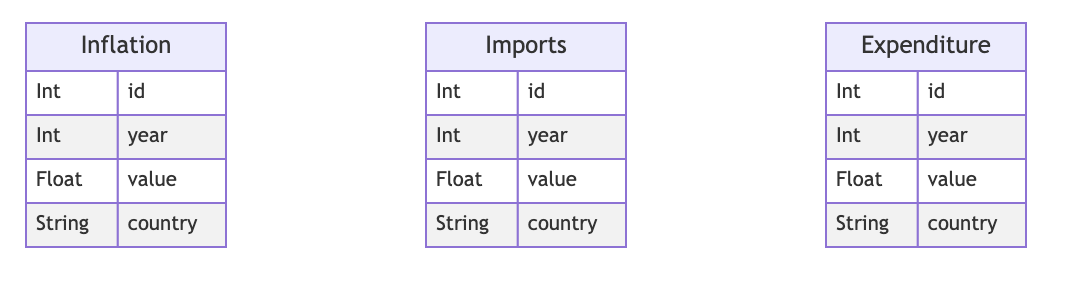 Inflation
Int id
Int year
Float value
String country
Imports
Int id
Int year
Float value
String country
Expenditure
Int id
Int year
Float value
String country